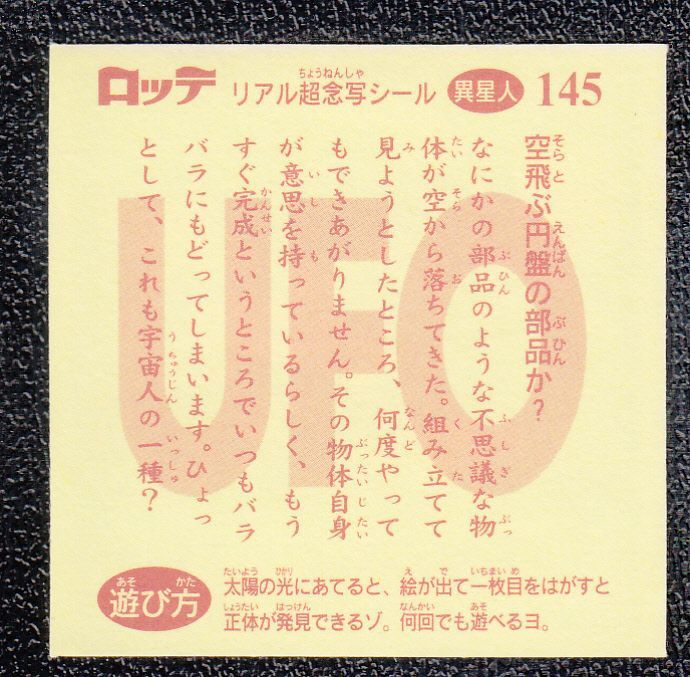 ロッテ リアル超念写シール 異星人 145
空飛ぶ円盤の部品か?
なにかの部品のような不思議な物
体が空から落ちてきた。組み立てて
見ようとしたところ、何度やって
もできあがりません。その物体自身
が意思を持っているらしく、もう
すぐ完成というところでいつもバラ
バラにもどってしまいます。ひょっ
として、これも宇宙人の一種?
UFO
遊び方
太陽の光にあてると、絵が出て一枚目をはがすと
正体が発見できるゾ。何回でも遊べるヨ。